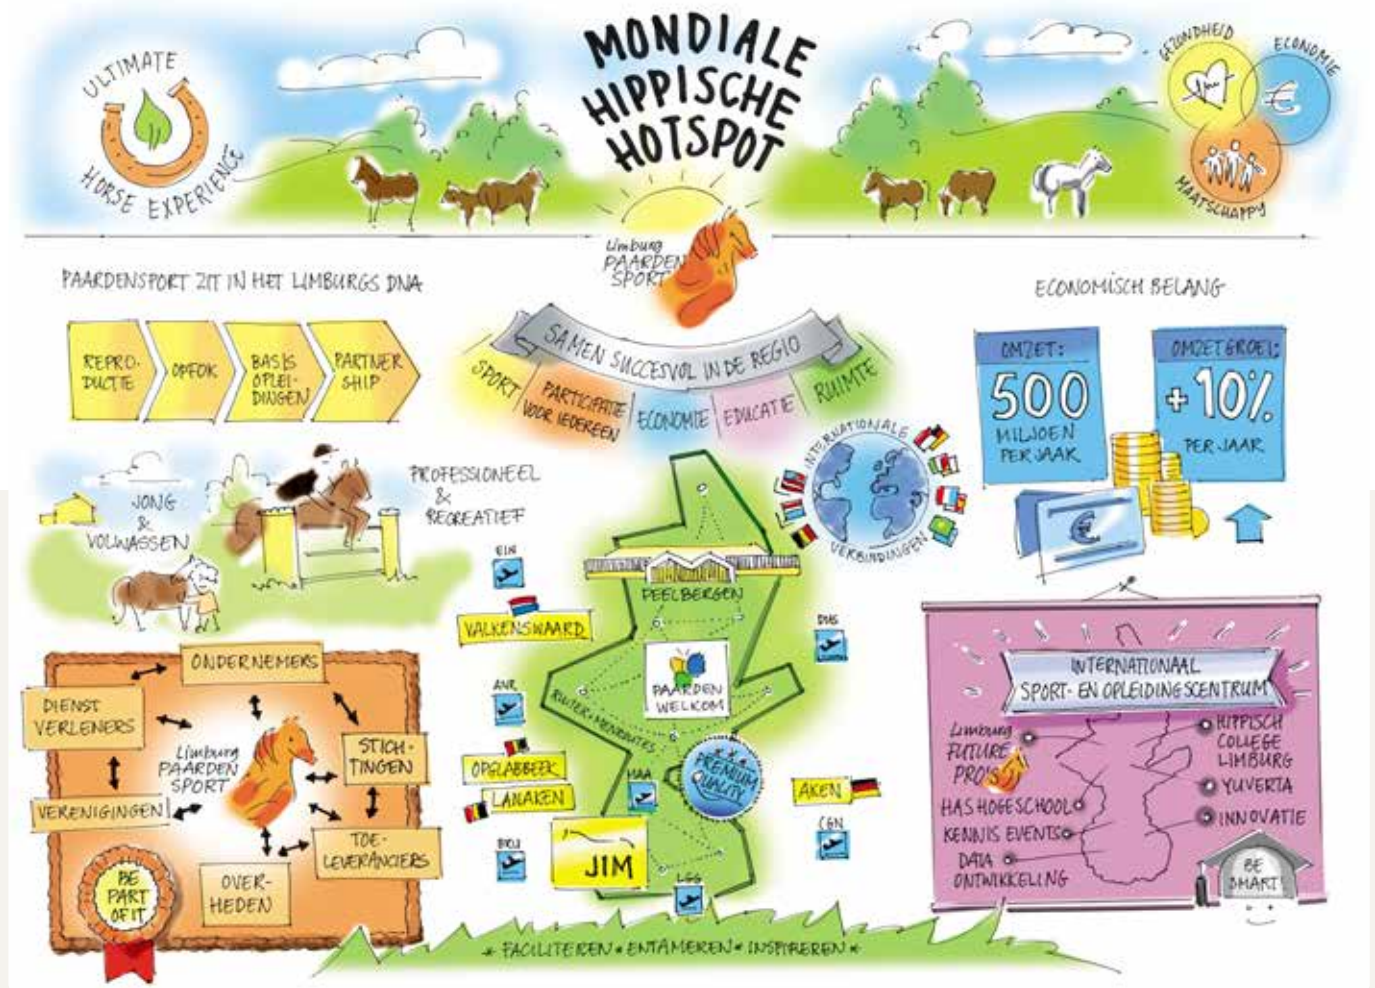 MONDIALE
HIPPISCHE
HOTSPOT
ULTIMATE
HORSE EXPERIENCE
GEZONDHEID
ECONOMIE
€
MAATSCHAPPY
Limburg
PAARDEN
SPORT
PAARDENSPORT ZIT IN HET LIMBURGS DNA
REPRO-
DUCTIE
OPFOK
BASIS
OPLEI-
DINGEN
PARTNER
SHIP
SAMEN SUCCESVOL IN DE REGIO
SPORT
PARTICIPATIE
VOOR IEDEREEN
ECONOMIE
EDUCATIE
RUIMTE
ECONOMISCH BELANG
OMZET:
500
MILJOEN
PER JAAR
OMZETGROEI:
+10%
PER JAAR
€
JONG
&
VOLWASSEN
PROFESSIONEEL
&
RECREATIEF
INTERNATIONALE
VERBINDINGEN
EIN
VALKENSWAARD
ANR
OPGLABBEEK
LANAKEN
BRU
PEELBERGEN
PAARDEN
WELKOM
RUITER+MENROUTES
PREMIUM
QUALITY
MAA
JIM
LGG
DUS
AKEN
CGN
ONDERNEMERS
DIENST
VERLENERS
Limburg
PAARDEN
SPORT
STICH-
TINGEN
VERENIGINGEN
TOE-
LEVERANCIERS
OVER-
HEDEN
BE
PART
OF IT
INTERNATIONAAL
SPORT- EN OPLEIDINGSCENTRUM
Limburg
FUTURE
PRO'S
HAS HOGESCHOOL
KENNIS EVENTS
DATA
ONTWIKKELING
HIPPISCH
COLLEGE
LIMBURG
YUVERTA
INNOVATIE
BE
SMART!
* FACILITEREN * ENTAMEREN * INSPIREREN *